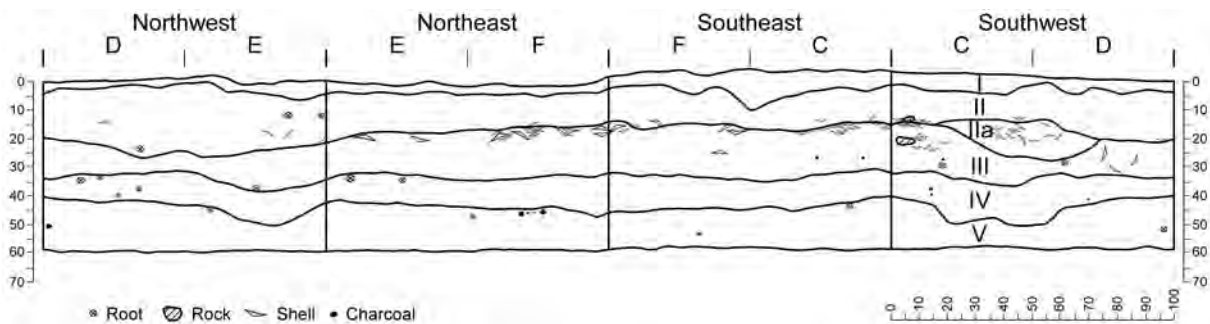 Northwest Northeast Southeast Southwest
D E E F F C C D
0 0
10 10
20 20
30 30
40 40
50 50
60 60
70 70
I
II
IIa
III
IV
V
Root Rock Shell Charcoal
0 10 20 30 40 50 60 70 80 90 100